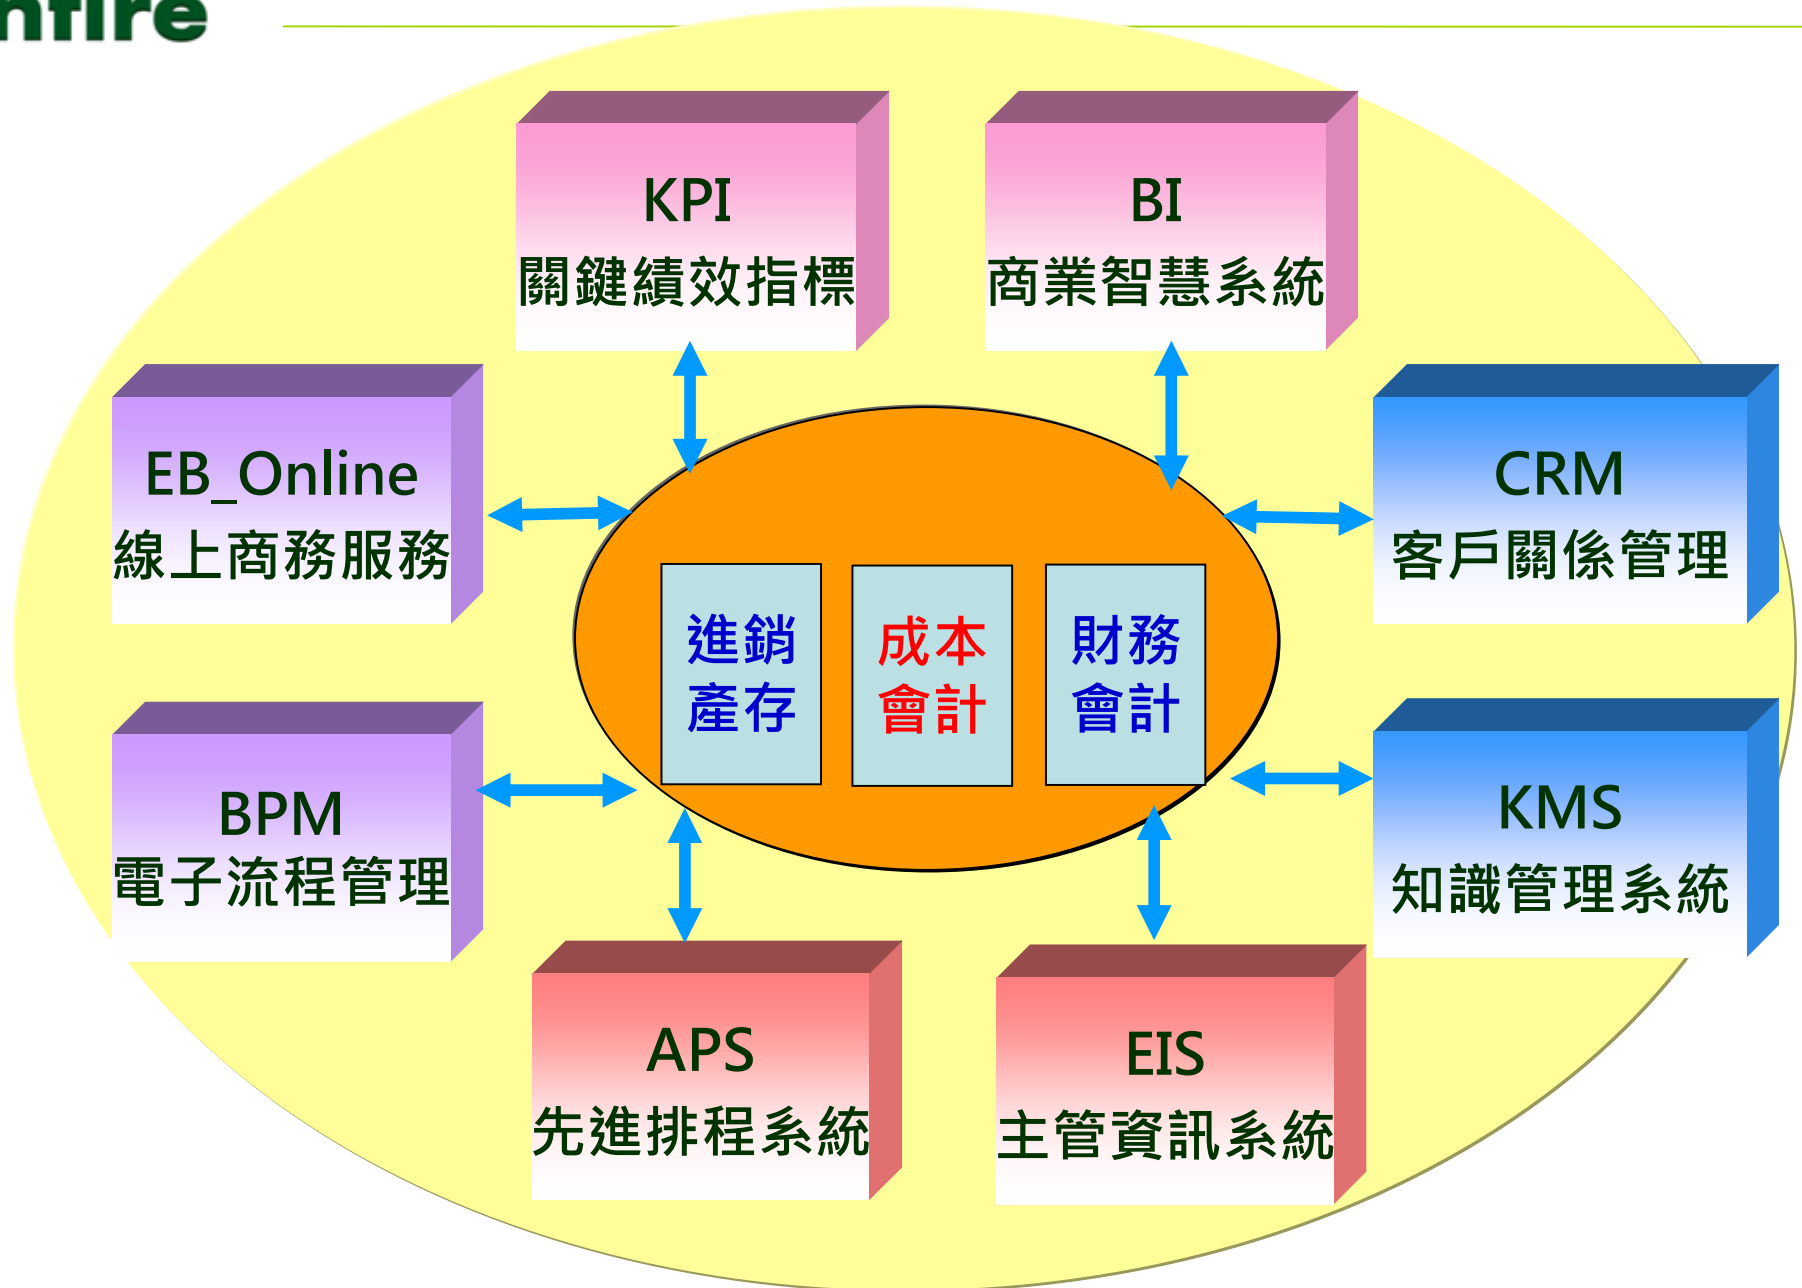 nfire
KPI
關鍵績效指標
BI
商業智慧系統
EB_Online
線上商務服務
CRM
客戶關係管理
進銷
產存
成本
會計
財務
會計
BPM
電子流程管理
KMS
知識管理系統
APS
先進排程系統
EIS
主管資訊系統